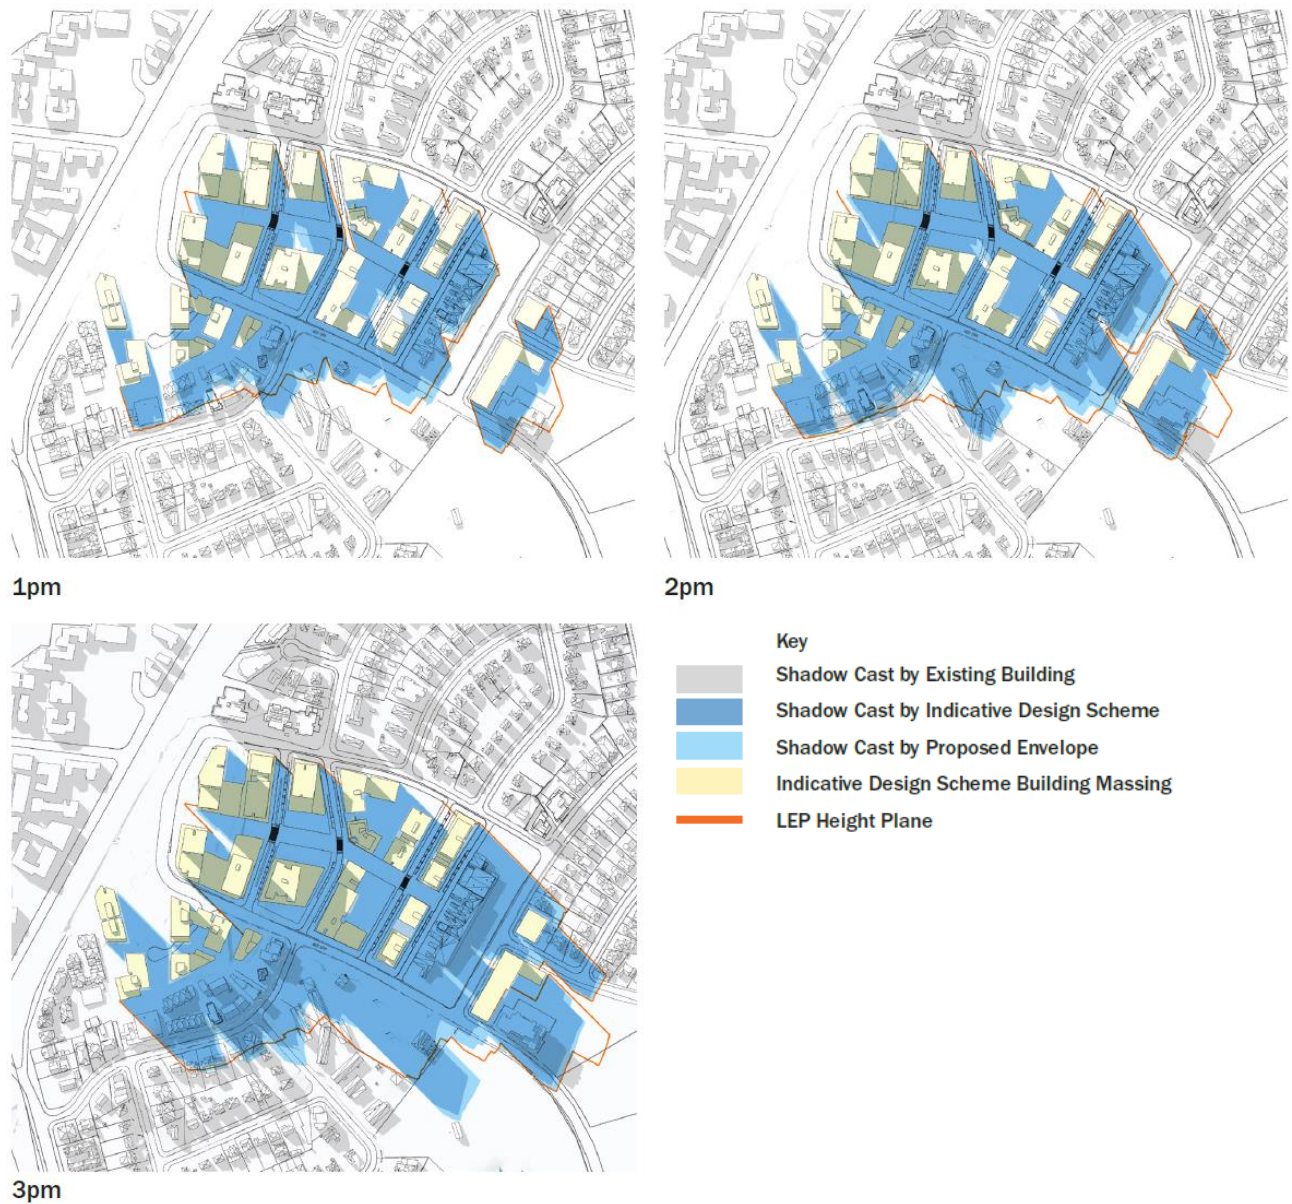 1pm
2pm
Key
Shadow Cast by Existing Building
Shadow Cast by Indicative Design Scheme
Shadow Cast by Proposed Envelope
Indicative Design Scheme Building Massing
LEP Height Plane
3pm